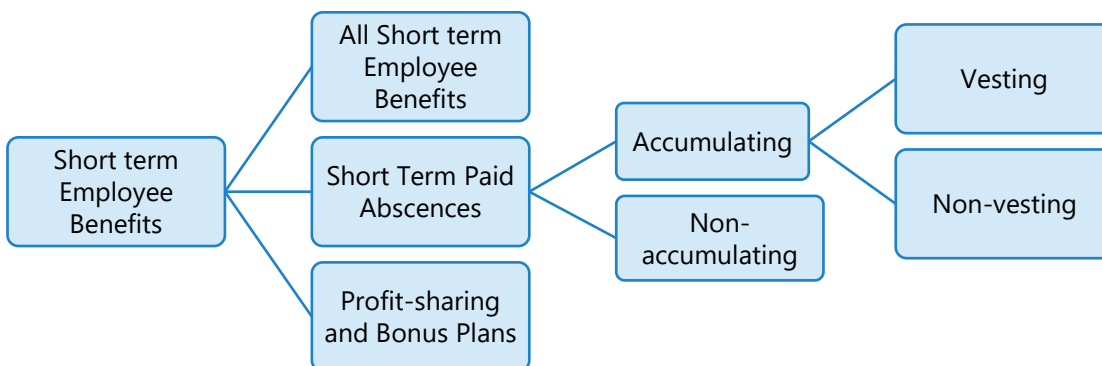 Short term
Employee
Benefits
All Short term
Employee
Benefits
Short Term Paid
Abscences
Profit-sharing
and Bonus Plans
Accumulating
Non-
accumulating
Vesting
Non-vesting